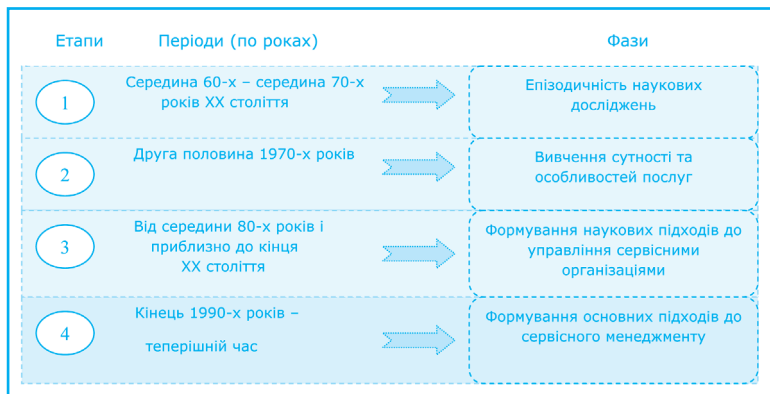 Етапи
Періоди (по роках)
Фази
1
Середина 60-х – середина 70-х
років XX століття
Епізодичність наукових
досліджень
2
Друга половина 1970-х років
Вивчення сутності та
особливостей послуг
3
Від середини 80-х років і
приблизно до кінця
XX століття
Формування наукових підходів до
управління сервісними
організаціями
4
Кінець 1990-х років –
теперішній час
Формування основних підходів до
сервісного менеджменту